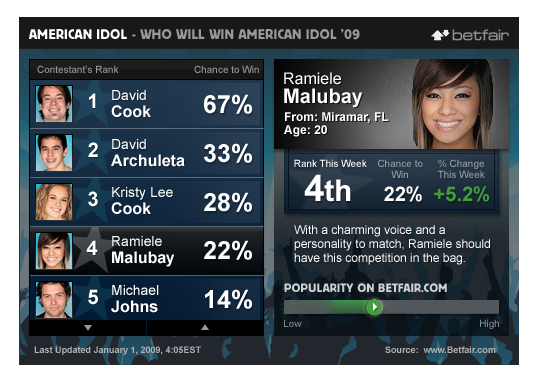 AMERICAN IDOL - WHO WILL WIN AMERICAN IDOL '09
betfair
Contestant's Rank Chance to Win
1 David Cook 67%
2 David Archuleta 33%
3 Kristy Lee Cook 28%
4 Ramiele Malubay 22%
5 Michael Johns 14%
Ramiele
Malubay
From: Miramar, FL
Age: 20
Rank This Week
4th
Chance to
Win
22%
% Change
This Week
+5.2%
With a charming voice and a
personality to match, Ramiele should
have this competition in the bag.
POPULARITY ON BETFAIR.COM
Low High
Last Updated January 1, 2009, 4:05EST
Source: www.Betfair.com